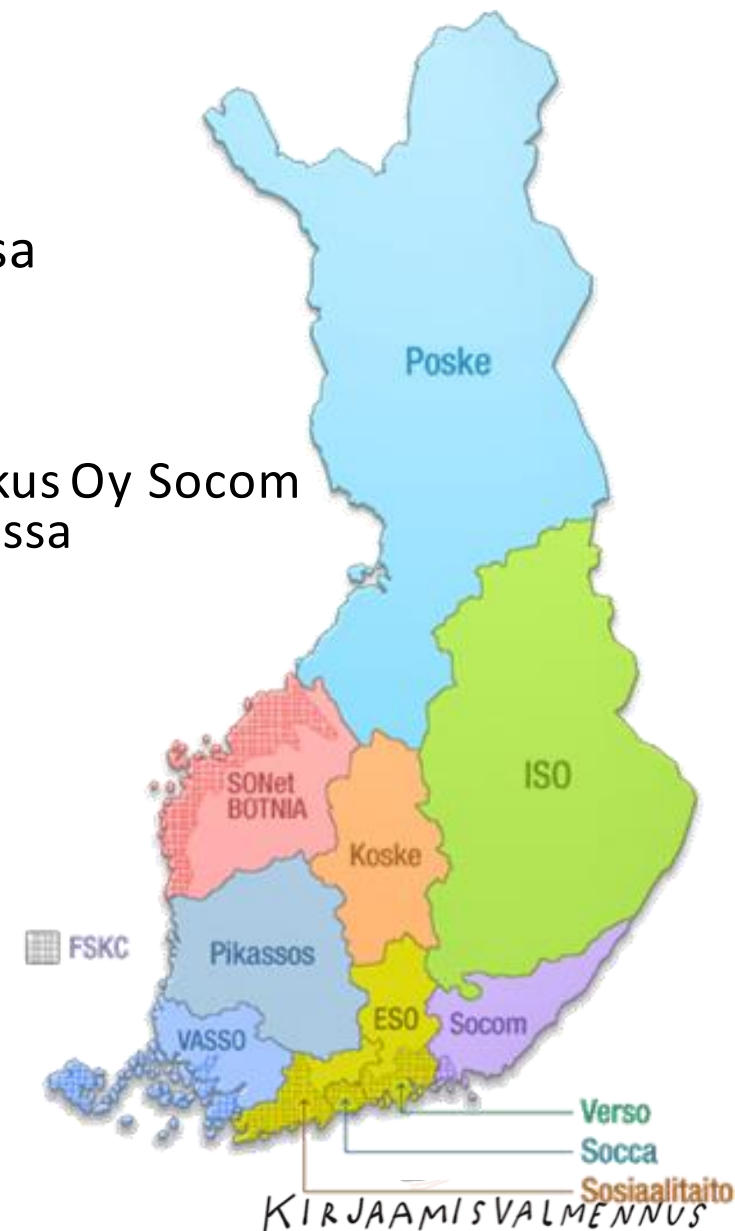 sa
Poske
kus Oy Socom
ssa
ISO
SONet
BOTNIA
Koske
FSKC
Pikassos
ESO
Socom
VASSO
Verso
Socca
Sosiaalitaito
KIRJAAMISVALMENNUS